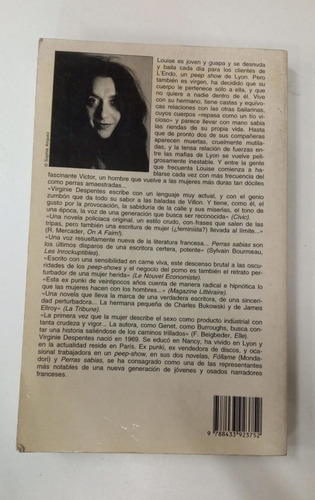 Louise es joven y guapa y se desnuda
y baila cada día para los clientes de
L'Endo, un peep show de Lyon. Pero
también es virgen, ha decidido que su
cuerpo le pertenece sólo a ella, y que
no quiere a nadie dentro de él. Vive
con su hermano, tiene castas y equívo-
cas relaciones con las otras bailarinas,
cuyos cuerpos «repasa como un tío vi-
cioso» y parece llevar con mano sabia
las riendas de su propia vida. Hasta
que de pronto dos de sus compañeras
aparecen muertas, cruelmente mutila-
das, y la tensa relación de fuerzas en-
tre las mafias de Lyon se vuelve peli-
grosamente inestable. Y entre la gente
que frecuenta Louise comienza a ha-
blarse cada vez con más frecuencia del
fascinante Víctor, un hombre que vuelve a las mujeres más duras tan dóciles
como perras amaestradas...
«Virginie Despentes escribe con un lenguaje muy actual, y con el genio
zumbón que da todo su sabor a las baladas de Villon. Y tiene, como él, el
gusto por la provocación, la sabiduría de la calle y sus miserias, el tono de
una época, la voz de una generación que busca ser reconocida» (Civis).
«Una novela policiaca original, un estilo crudo, con frases que salen de las
tripas, pero también una escritura de mujer (¿feminista?) llevada al límite...»
(R. Mercader, On A Faim!).
«Una voz resueltamente nueva de la literatura francesa... Perras sabias son
los últimos disparos de una escritora certera, potente» (Sylvain Bourmeau,
Les Inrockuptibles).
«Escrito con una sensibilidad en carne viva, este descenso brutal a las oscu-
ridades de los peep-shows y el negocio del porno es también el retrato per-
turbador de una mujer herida» (Le Nouvel Economiste).
«Esta ex punki de veintipocos años cuenta de manera radical e hipnótica lo
que las mujeres hacen con los hombres...» (Magazine Littéraire).
«Una novela que lleva la marca de una verdadera escritora, de una sinceri-
dad perturbadora... La hermana pequeña de Charles Bukowski y de James
Ellroy» (La Tribune).
«La primera vez que la mujer describe el sexo como producto industrial con
tanta crudeza y vigor... La autora, como Genet, como Burroughs, busca con-
tar una historia saliéndose de los caminos trillados» (F. Beigbeder, Elle).
Virginie Despentes nació en 1969. Se educó en Nancy, ha vivido en Lyon y
en la actualidad reside en París. Ex punki, ex vendedora de discos, y oca-
sional trabajadora en un peep-show, en sus dos novelas, Fóllame (Monda-
dori) y Perras sabias, se ha consagrado como una de las representantes
más notables de una nueva generación de jóvenes y osados narradores
franceses.
9 788433 923752